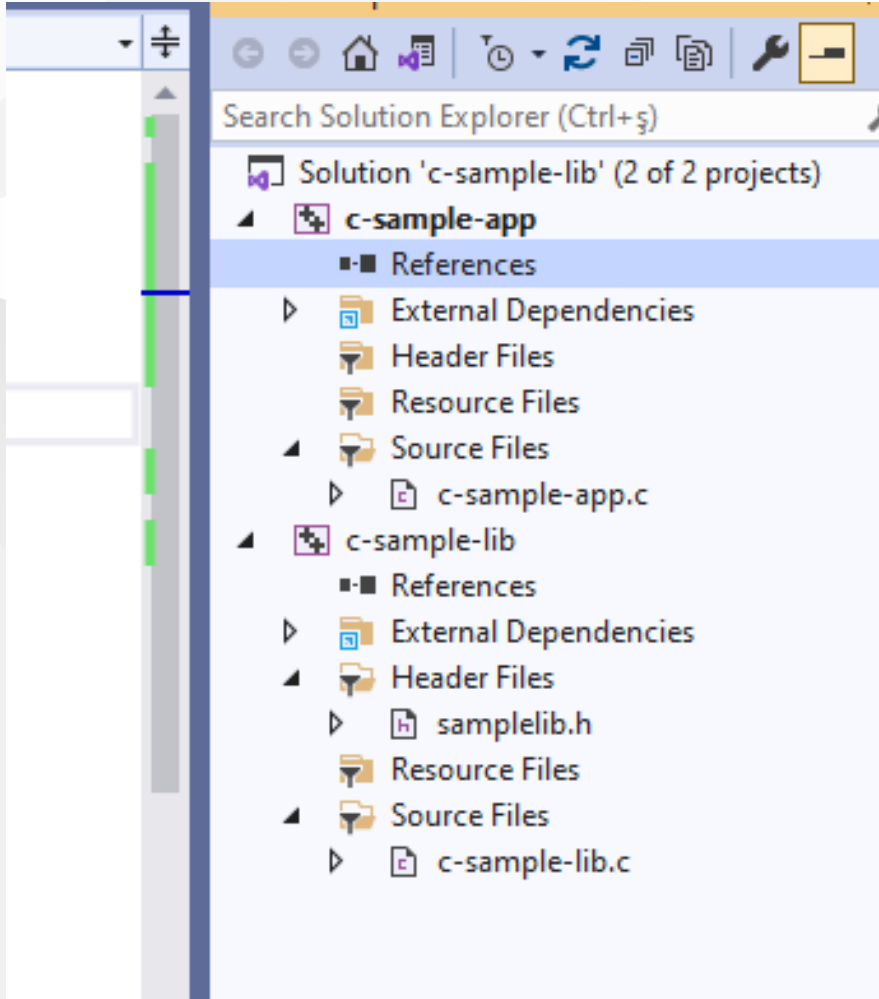 Search Solution Explorer (Ctrl+ş)
Solution 'c-sample-lib' (2 of 2 projects)
c-sample-app
References
External Dependencies
Header Files
Resource Files
Source Files
c-sample-app.c
c-sample-lib
References
External Dependencies
Header Files
samplelib.h
Resource Files
Source Files
c-sample-lib.c